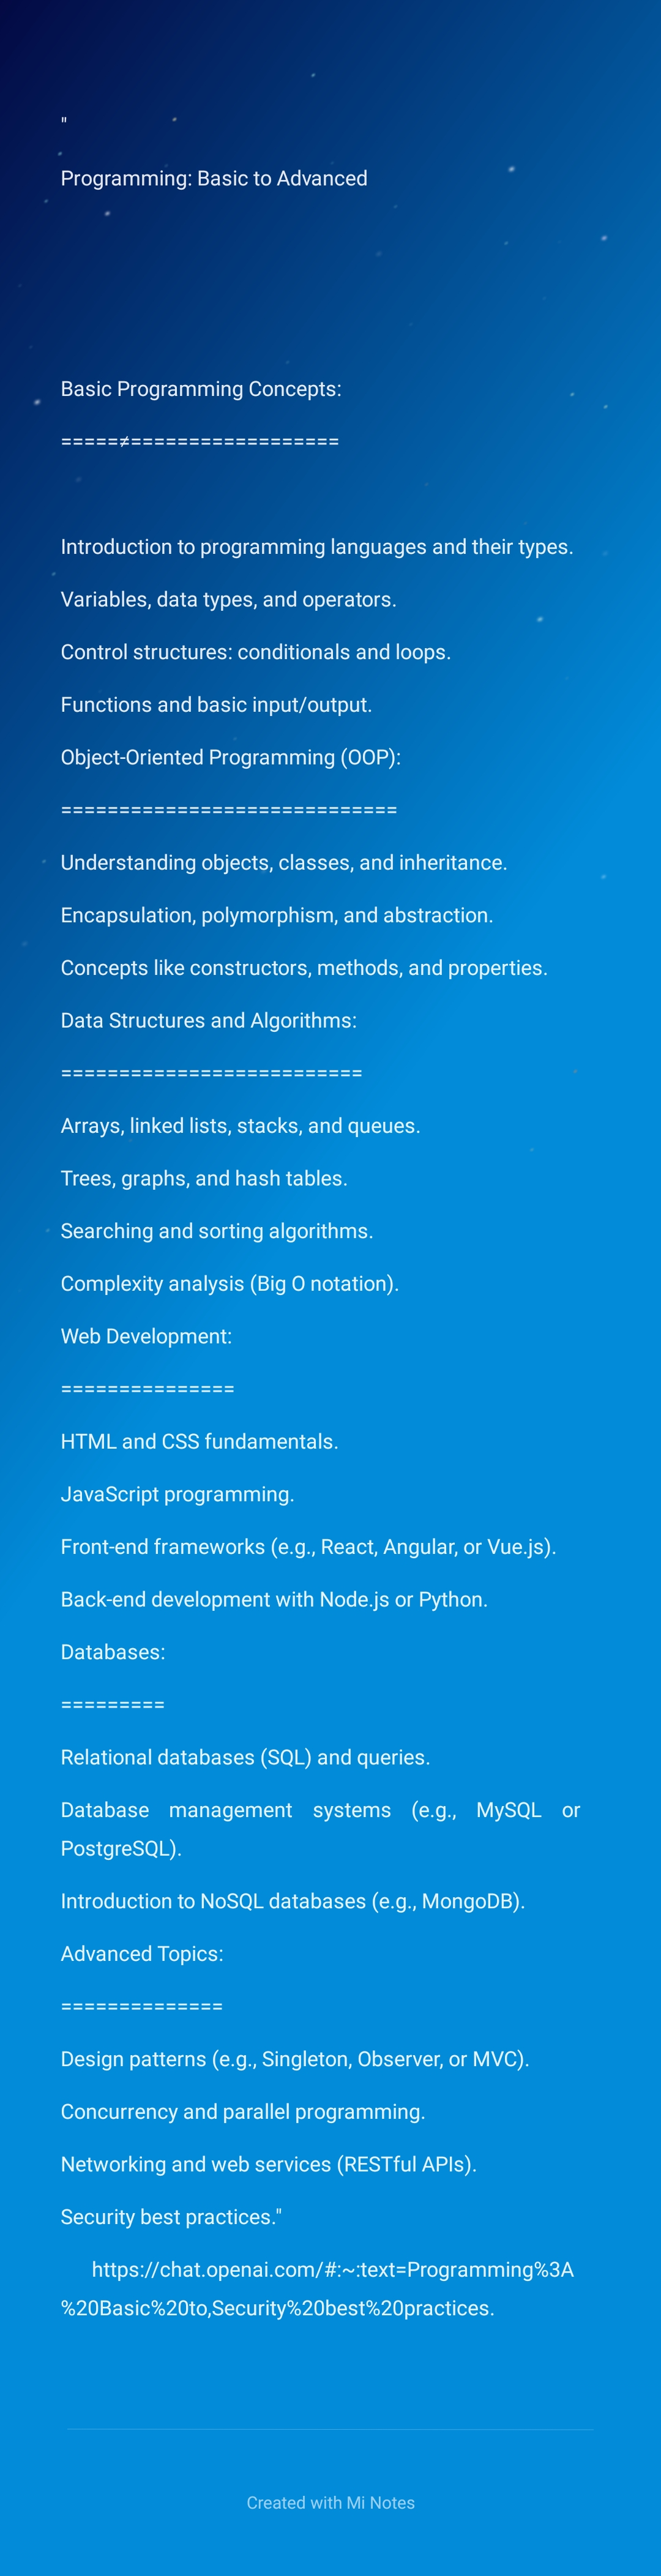 "
Programming: Basic to Advanced
Basic Programming Concepts:
=====≠==================
Introduction to programming languages and their types.
Variables, data types, and operators.
Control structures: conditionals and loops.
Functions and basic input/output.
Object-Oriented Programming (OOP):
=============================
Understanding objects, classes, and inheritance.
Encapsulation, polymorphism, and abstraction.
Concepts like constructors, methods, and properties.
Data Structures and Algorithms:
==========================
Arrays, linked lists, stacks, and queues.
Trees, graphs, and hash tables.
Searching and sorting algorithms.
Complexity analysis (Big O notation).
Web Development:
===============
HTML and CSS fundamentals.
JavaScript programming.
Front-end frameworks (e.g., React, Angular, or Vue.js).
Back-end development with Node.js or Python.
Databases:
=========
Relational databases (SQL) and queries.
Database management systems (e.g., MySQL or
PostgreSQL).
Introduction to NoSQL databases (e.g., MongoDB).
Advanced Topics:
==============
Design patterns (e.g., Singleton, Observer, or MVC).
Concurrency and parallel programming.
Networking and web services (RESTful APIs).
Security best practices."
https://chat.openai.com/#:~:text=Programming%3A
%20Basic%20to,Security%20best%20practices.
Created with Mi Notes